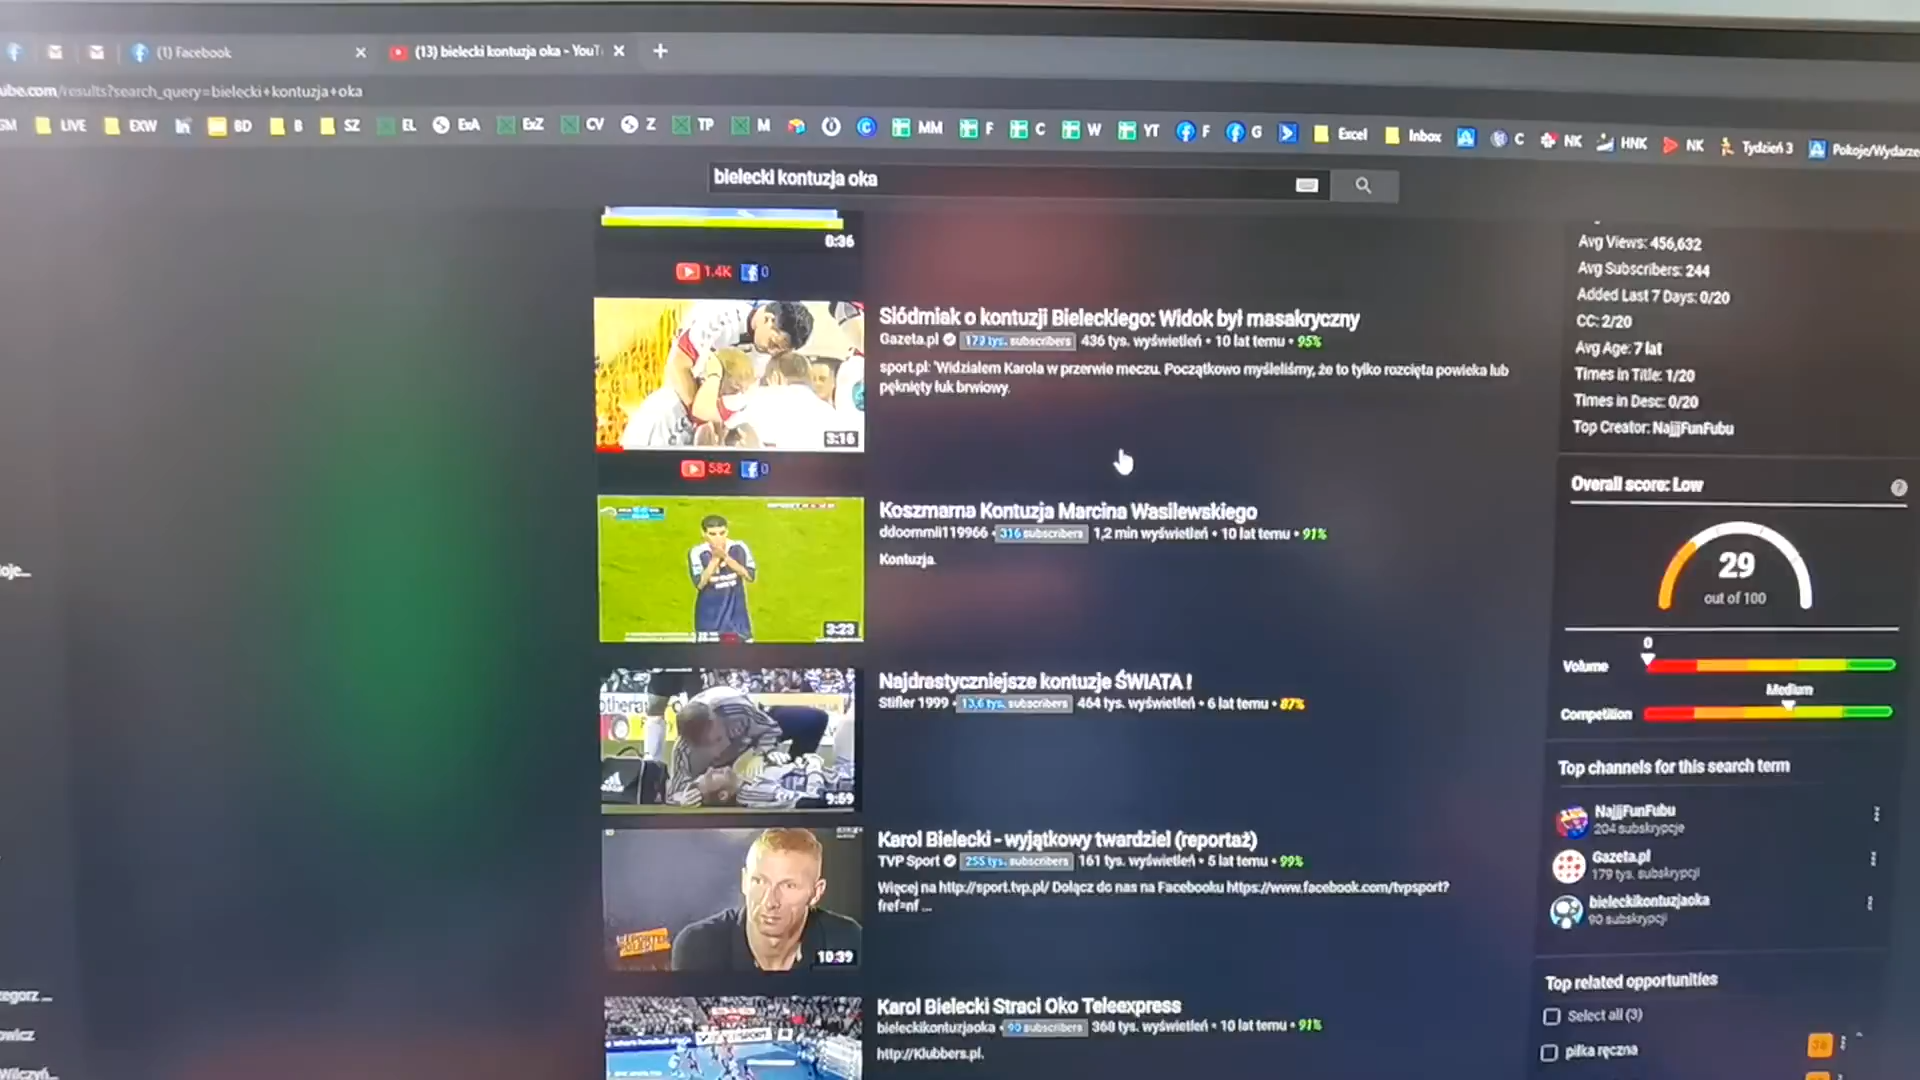 (1) Facebook
(13) bielecki kontuzja oka - YouT
ube.com/results?search_query=bielecki+kontuzja+oka
GM LIVE EXW BD B SZ EL ExA ExZ CV Z TP M MM F C W YT F G Excel Inbox C NK HNK NK Tydzień 3 Pokoje/Wydarze
bielecki kontuzja oka
0:36
1.4K 0
Siódmiak o kontuzji Bieleckiego: Widok był masakryczny
Gazeta.pl 179 tys. subscribers 436 tys. wyświetleń • 10 lat temu • 95%
sport.pl: "Widziałem Karola w przerwie meczu. Początkowo myśleliśmy, że to tylko rozcięta powieka lub
pęknięty łuk brwiowy.
3:16
582 0
Koszmarna Kontuzja Marcina Wasilewskiego
ddoommii119966 • 316 subscribers 1,2 mln wyświetleń • 10 lat temu • 91%
Kontuzja.
3:23
Najdrastyczniejsze kontuzje ŚWIATA !
Stifler 1999 • 13,6 tys. subscribers 464 tys. wyświetleń • 6 lat temu • 87%
9:59
Karol Bielecki - wyjątkowy twardziel (reportaż)
TVP Sport 255 tys. subscribers 161 tys. wyświetleń • 5 lat temu • 99%
Więcej na http://sport.tvp.pl/ Dołącz do nas na Facebooku https://www.facebook.com/tvpsport?
fref=nf ...
10:39
Karol Bielecki Straci Oko Teleexpress
bieleckikontuzjaoka • 90 subscribers 368 tys. wyświetleń • 10 lat temu • 91%
http://Klubbers.pl.
Avg Views: 456,632
Avg Subscribers: 244
Added Last 7 Days: 0/20
CC: 2/20
Avg Age: 7 lat
Times in Title: 1/20
Times in Desc: 0/20
Top Creator: NajjjFunFubu
Overall score: Low ?
29
out of 100
0
Volume
Medium
Competition
Top channels for this search term
NajjjFunFubu
204 subskrypcje
Gazeta.pl
179 tys. subskrypcji
bieleckikontuzjaoka
90 subskrypcji
Top related opportunities
Select all (3)
piłka ręczna
oje...
egorz ...
owicz
Wilczyń...